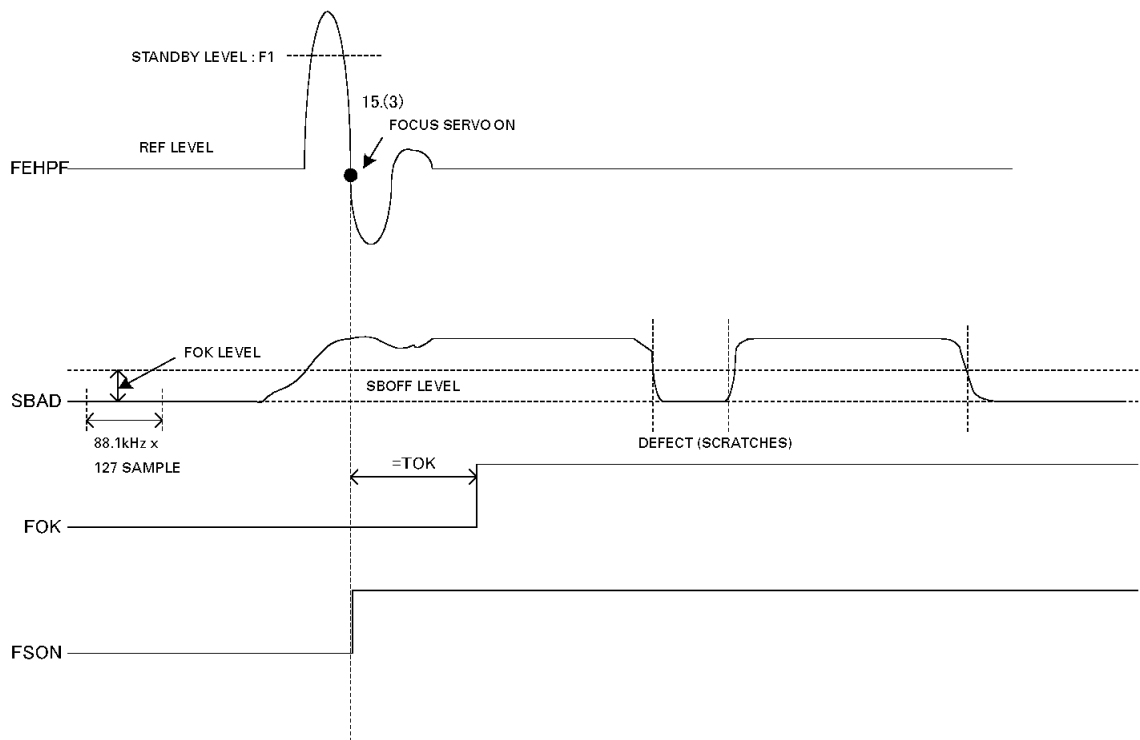 STANDBY LEVEL : F1
15.(3)
FOCUS SERVO ON
REF LEVEL
FEHPF
FOK LEVEL
SBOFF LEVEL
SBAD
88.1kHz x
127 SAMPLE
DEFECT (SCRATCHES)
=TOK
FOK
FSON